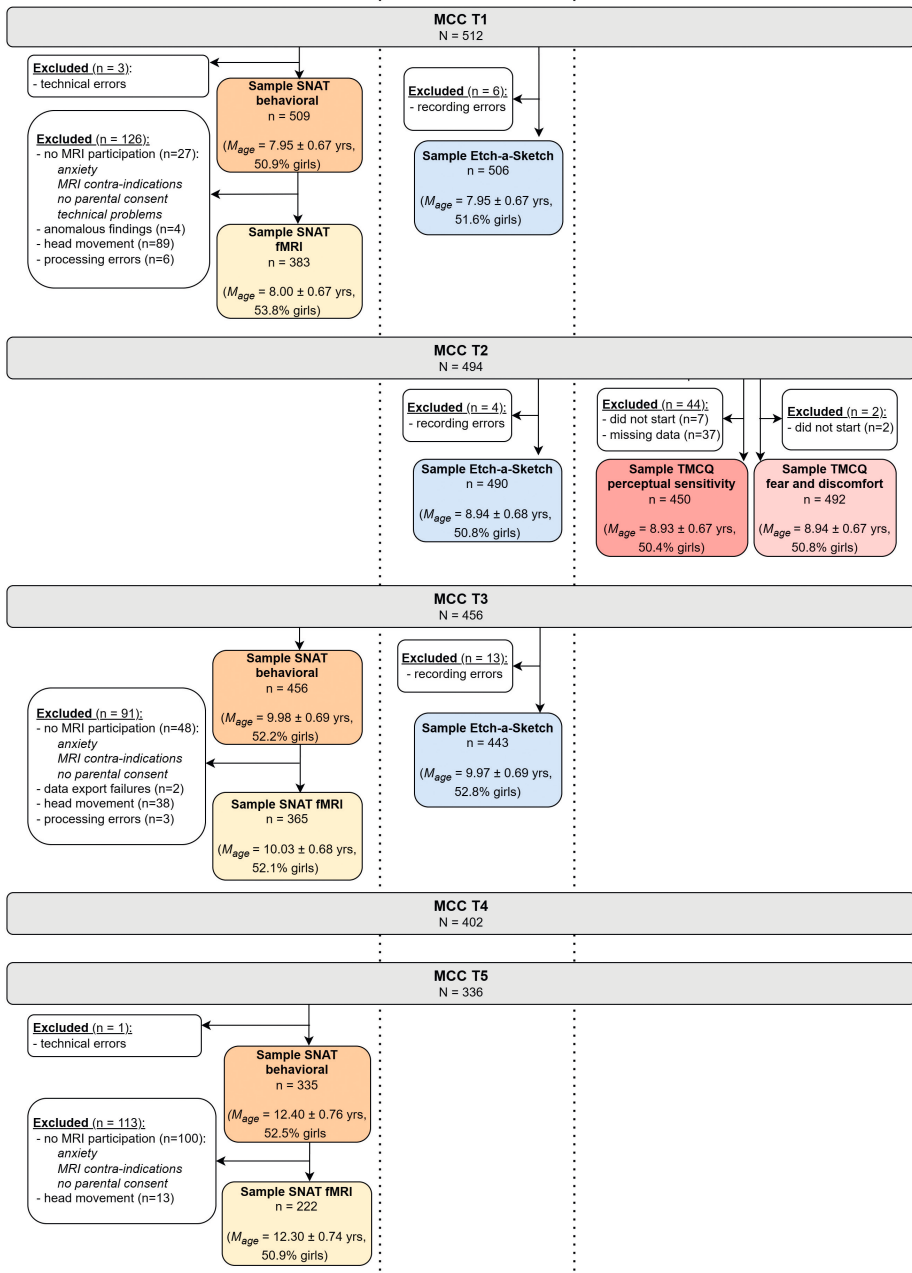 MCC T1
N = 512
Excluded (n = 3):
- technical errors
Sample SNAT
behavioral
n = 509
(Mage = 7.95 ± 0.67 yrs,
50.9% girls)
Excluded (n = 126):
- no MRI participation (n=27):
anxiety
MRI contra-indications
no parental consent
technical problems
- anomalous findings (n=4)
- head movement (n=89)
- processing errors (n=6)
Sample SNAT
fMRI
n = 383
(Mage = 8.00 ± 0.67 yrs,
53.8% girls)
Excluded (n = 6):
- recording errors
Sample Etch-a-Sketch
n = 506
(Mage = 7.95 ± 0.67 yrs,
51.6% girls)
MCC T2
N = 494
Excluded (n = 4):
- recording errors
Sample Etch-a-Sketch
n = 490
(Mage = 8.94 ± 0.68 yrs,
50.8% girls)
Excluded (n = 44):
- did not start (n=7)
- missing data (n=37)
Sample TMCQ
perceptual sensitivity
n = 450
(Mage = 8.93 ± 0.67 yrs,
50.4% girls)
Excluded (n = 2):
- did not start (n=2)
Sample TMCQ
fear and discomfort
n = 492
(Mage = 8.94 ± 0.67 yrs,
50.8% girls)
MCC T3
N = 456
Sample SNAT
behavioral
n = 456
(Mage = 9.98 ± 0.69 yrs,
52.2% girls)
Excluded (n = 91):
- no MRI participation (n=48):
anxiety
MRI contra-indications
no parental consent
- data export failures (n=2)
- head movement (n=38)
- processing errors (n=3)
Sample SNAT fMRI
n = 365
(Mage = 10.03 ± 0.68 yrs,
52.1% girls)
Excluded (n = 13):
- recording errors
Sample Etch-a-Sketch
n = 443
(Mage = 9.97 ± 0.69 yrs,
52.8% girls)
MCC T4
N = 402
MCC T5
N = 336
Excluded (n = 1):
- technical errors
Sample SNAT
behavioral
n = 335
(Mage = 12.40 ± 0.76 yrs,
52.5% girls
Excluded (n = 113):
- no MRI participation (n=100):
anxiety
MRI contra-indications
no parental consent
- head movement (n=13)
Sample SNAT fMRI
n = 222
(Mage = 12.30 ± 0.74 yrs,
50.9% girls)